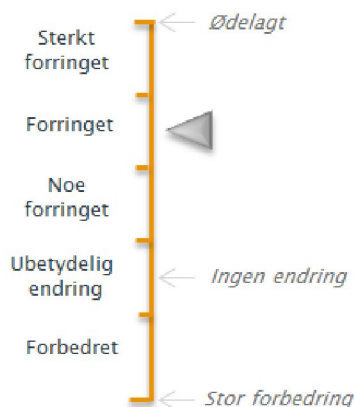 Ødelagt
Sterkt
forringet
Forringet
Noe
forringet
Ubetydelig
endring
Ingen endring
Forbedret
Stor forbedring